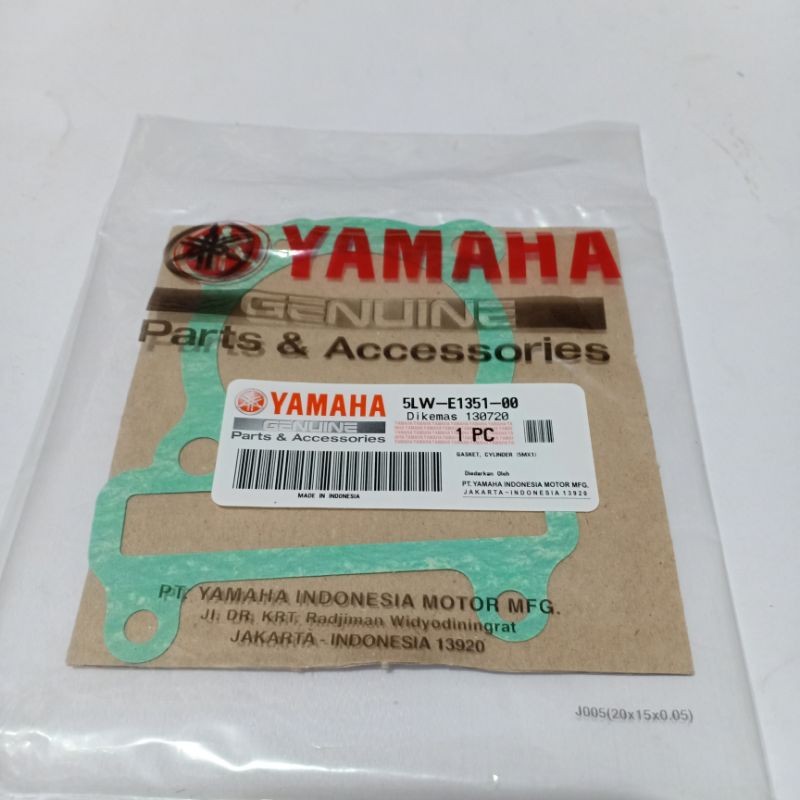 YAMAHA
GENUINE
Parts & Accessories
YAMAHA
GENUINE
Parts & Accessories
MADE IN INDONESIA
5LW-E1351-00
Dikemas 130720
1 PC
GASKET, CYLINDER (5MX1)
Diedarkan Oleh
PT. YAMAHA INDONESIA MOTOR MFG.
JAKARTA-INDONESIA 13920
PT. YAMAHA INDONESIA MOTOR MFG.
Jl. DR. KRT. Radjiman Widyodiningrat
JAKARTA - INDONESIA 13920
J005(20x15x0.05)